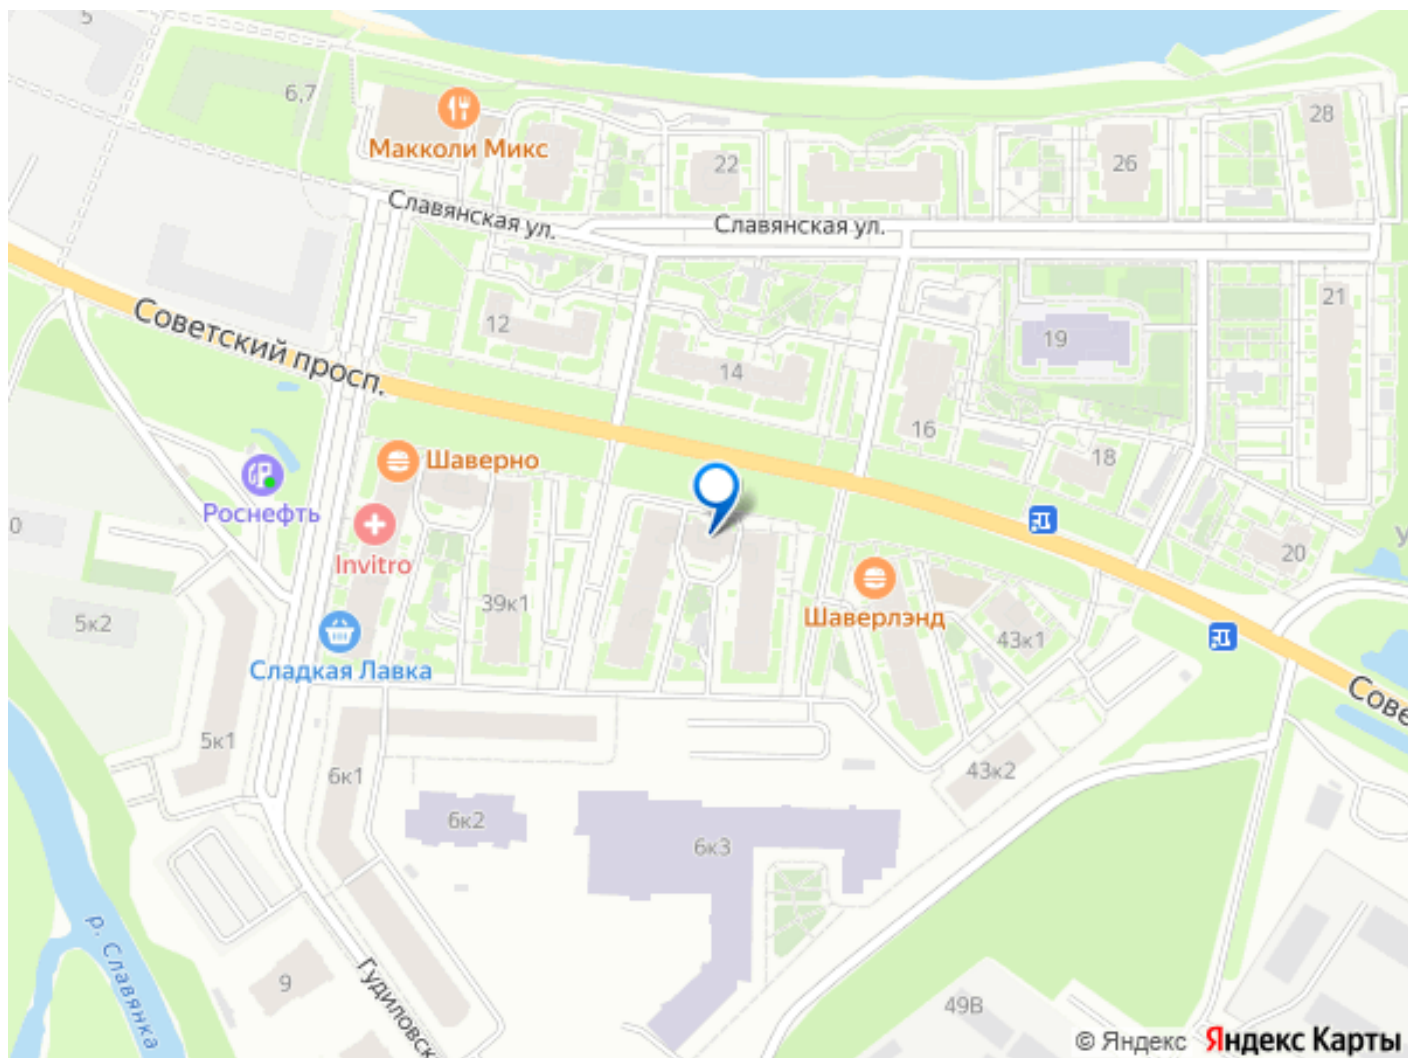 5
6,7
Макколи Микс
22
26
28
Славянская ул.
Славянская ул.
Советский просп.
12
14
19
21
16
18
20
Шаверно
Роснефть
Invitro
39к1
Сладкая Лавка
Шаверлэнд
43к1
43к2
0
5к2
5к1
6к1
6к2
6к3
Сове
У
р. Славянка
9
Гудиловск
49В
© Яндекс Яндекс Карты